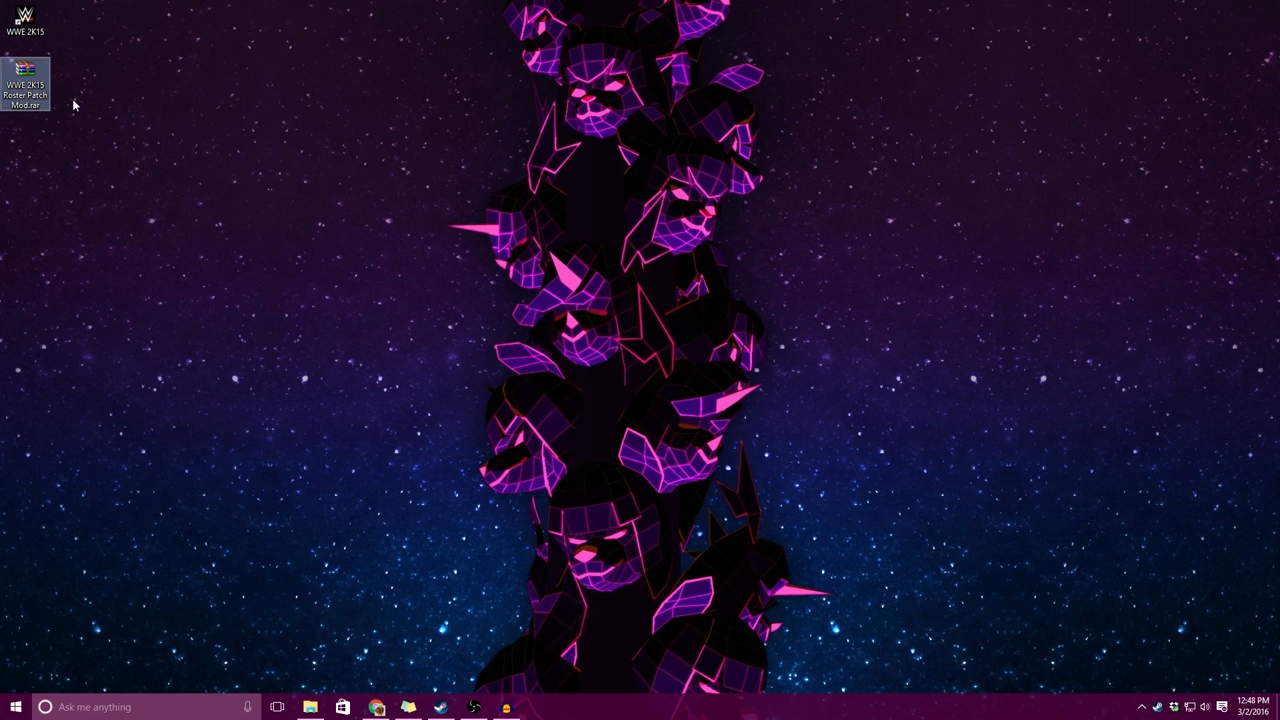 WWE 2K15
WWE 2K15
Roster Patch
Mod.rar
Ask me anything
12:48 PM
3/2/2016